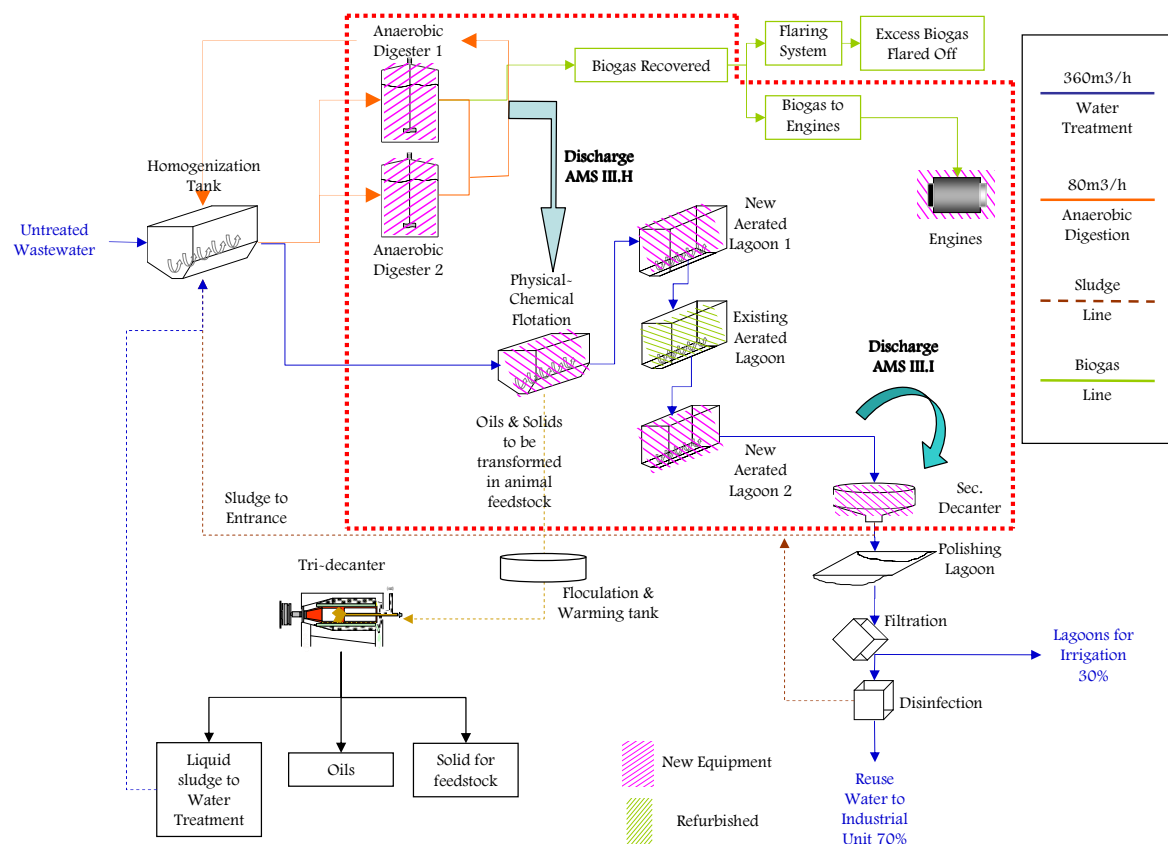 Anaerobic
Digester 1
Flaring
System
Excess Biogas
Flared Off
Biogas Recovered
Biogas to
Engines
360m3/h
Water
Treatment
80m3/h
Anaerobic
Digestion
Sludge
Line
Biogas
Line
Homogenization
Tank
Discharge
AMS III.H
Untreated
Wastewater
Anaerobic
Digester 2
New
Aerated
Lagoon 1
Engines
Physical-
Chemical
Flotation
Existing
Aerated
Lagoon
Discharge
AMS III.I
Oils & Solids
to be
transformed
in animal
feedstock
New
Aerated
Lagoon 2
Sec.
Decanter
Sludge to
Entrance
Polishing
Lagoon
Tri-decanter
Floculation &
Warming tank
Filtration
Lagoons for
Irrigation
30%
Disinfection
Liquid
sludge to
Water
Treatment
Oils
Solid for
feedstock
New Equipment
Refurbished
Reuse
Water to
Industrial
Unit 70%